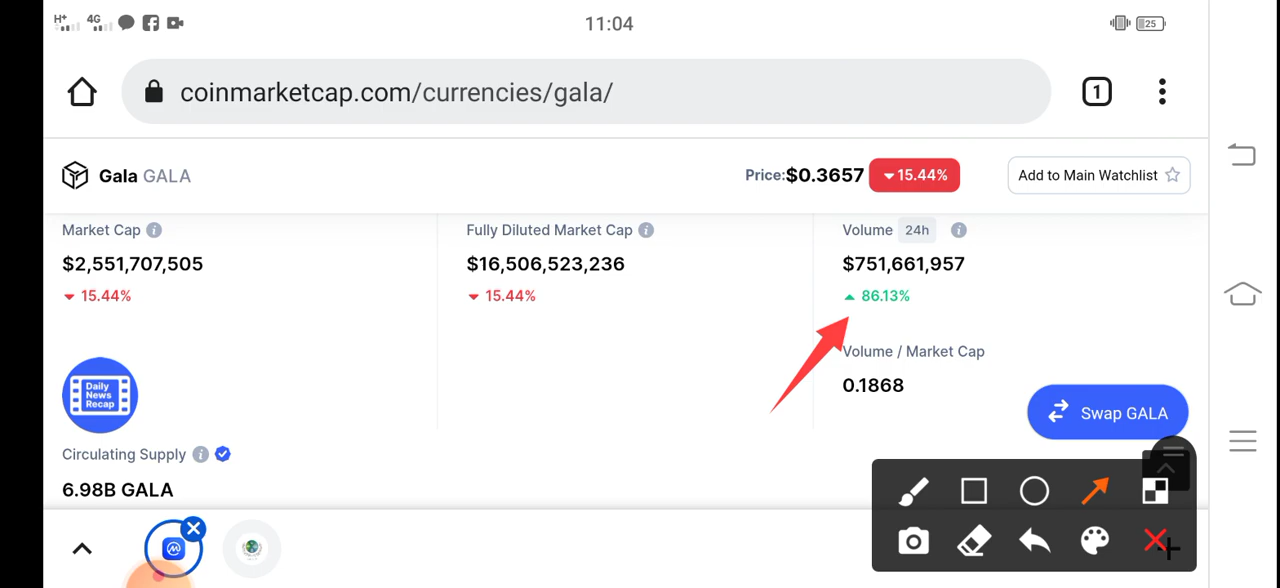 H+ 4G 11:04 25
coinmarketcap.com/currencies/gala/ 1
Gala GALA Price:$0.3657 15.44% Add to Main Watchlist
Market Cap Fully Diluted Market Cap Volume 24h
$2,551,707,505 $16,506,523,236 $751,661,957
15.44% 15.44% 86.13%
Volume / Market Cap
0.1868
Daily
News
Recap
Swap GALA
Circulating Supply
6.98B GALA